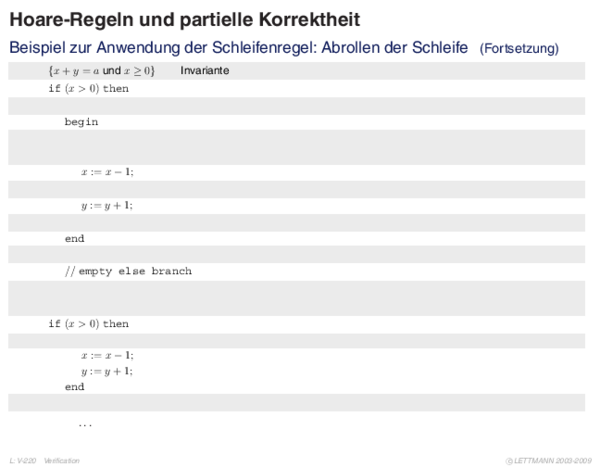 Hoare-Regeln und partielle Korrektheit
Beispiel zur Anwendung der Schleifenregel: Abrollen der Schleife (Fortsetzung)
{x + y = a und x ≥ 0} Invariante
if (x > 0) then
begin
x := x − 1;
y := y + 1;
end
// empty else branch
if (x > 0) then
x := x − 1;
y := y + 1;
end
...
L: V-220 Verification © LETTMANN 2003-2009